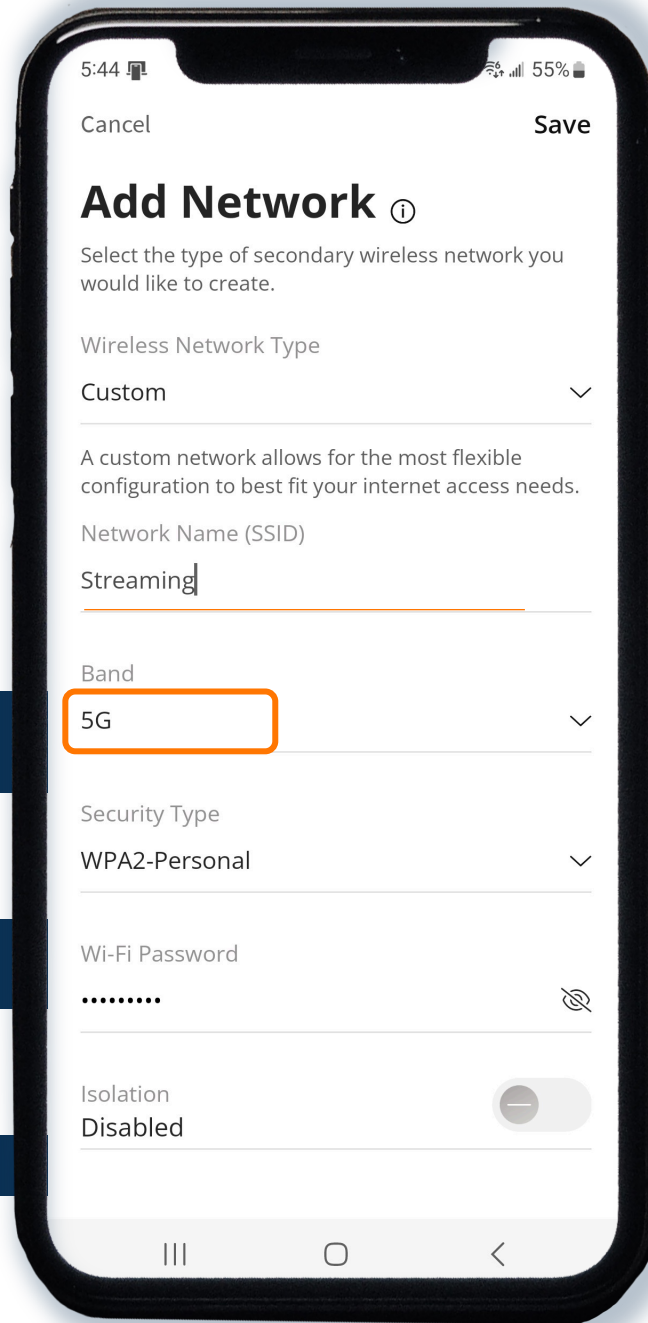 5:44 55%
Cancel Save
Add Network
Select the type of secondary wireless network you
would like to create.
Wireless Network Type
Custom
A custom network allows for the most flexible
configuration to best fit your internet access needs.
Network Name (SSID)
Streaming
Band
5G
Security Type
WPA2-Personal
Wi-Fi Password
•••••••••
Isolation
Disabled